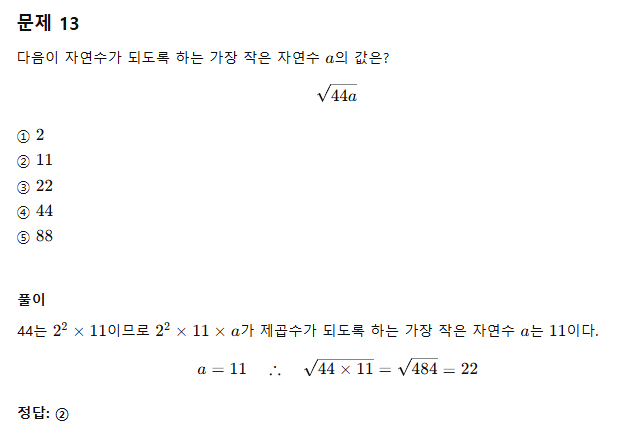 문제 13
다음이 자연수가 되도록 하는 가장 작은 자연수 a의 값은?
√44a
① 2
② 11
③ 22
④ 44
⑤ 88
풀이
44는 2² × 11이므로 2² × 11 × a가 제곱수가 되도록 하는 가장 작은 자연수 a는 11이다.
a = 11 ∴ √44 × 11 = √484 = 22
정답: ②